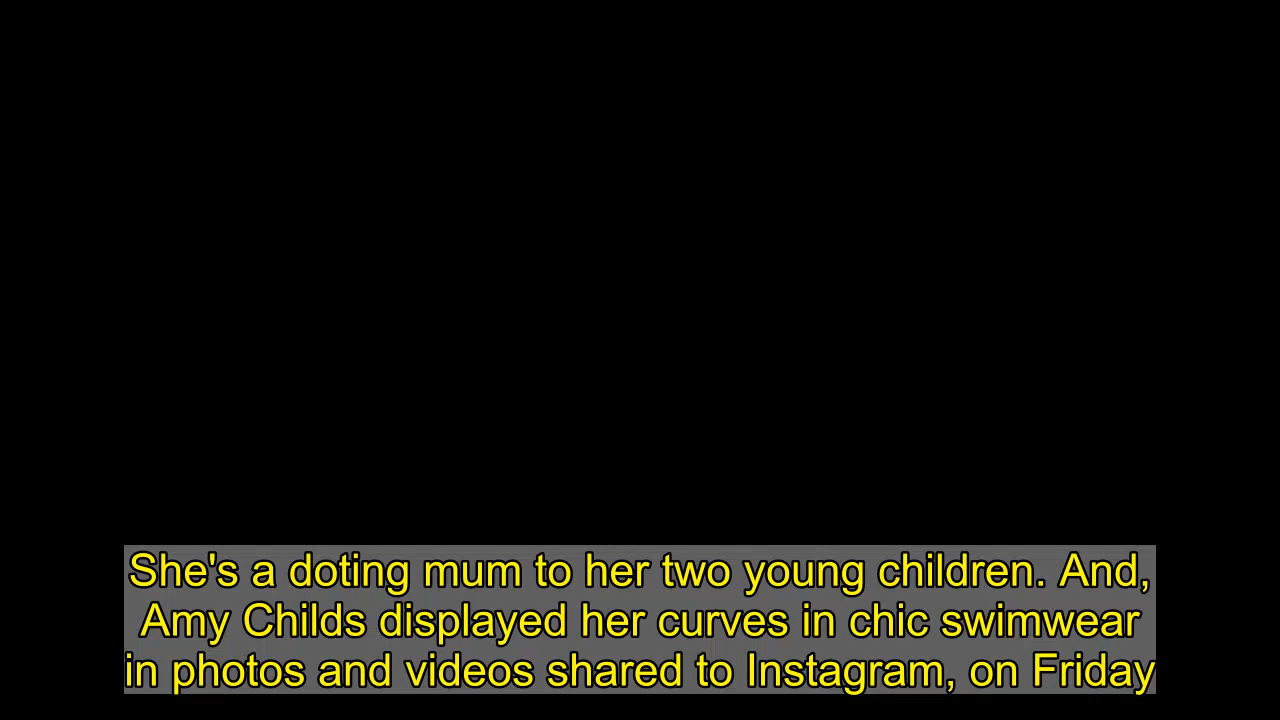 She's a doting mum to her two young children. And,
Amy Childs displayed her curves in chic swimwear
in photos and videos shared to Instagram, on Friday